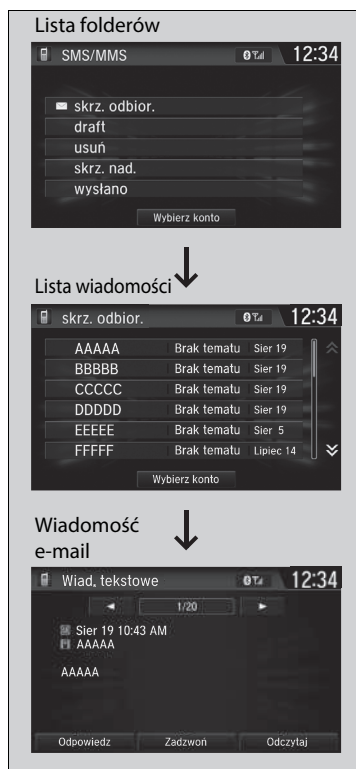 Lista folderów
SMS/MMS 12:34
skrz. odbior.
draft
usuń
skrz. nad.
wysłano
Wybierz konto
Lista wiadomości
skrz. odbior. 12:34
AAAAA Brak tematu Sier 19
BBBBB Brak tematu Sier 19
CCCCC Brak tematu Sier 19
DDDDD Brak tematu Sier 19
EEEEE Brak tematu Sier 5
FFFFF Brak tematu Lipiec 14
Wybierz konto
Wiadomość
e-mail
Wiad. tekstowe 12:34
1/20
Sier 19 10:43 AM
AAAAA
AAAAA
Odpowiedz Zadzwoń Odczytaj